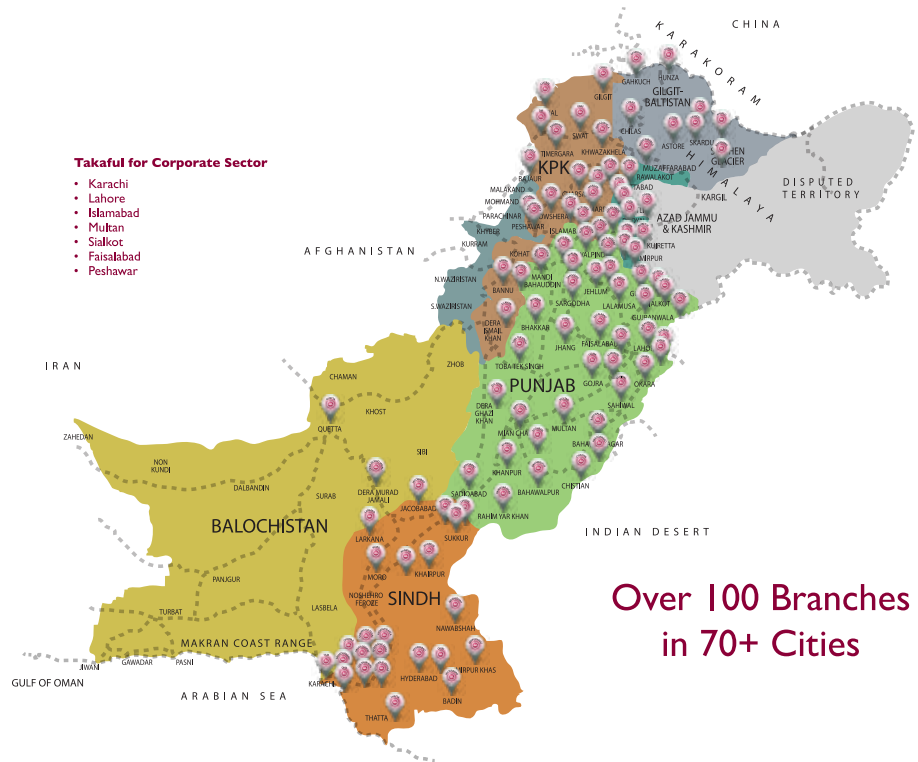 CHINA
KARAKORAM
GAHKUCH
HUNZA
GILGIT
GILGIT-
BALTISTAN
SWAT
CHILAS
ASTORE
SKARDU
GLACIER
TIMERGARA
KHWAZAKHELA
BAJAUR
KPK
MUZAFFARABAD
RAWALAKOT
HIMALAYA
KARGIL
DISPUTED
TERRITORY
Takaful for Corporate Sector
• Karachi
• Lahore
• Islamabad
• Multan
• Sialkot
• Faisalabad
• Peshawar
MALAKAND
MOHMAND
PARACHINAR
PESHAWAR
KHYBER
KURRAM
AZAD JAMMU
& KASHMIR
KUIRETTA
MIRPUR
AFGHANISTAN
KOHAT
N.WAZIRISTAN
S.WAZIRISTAN
BANNU
MANDI
BAHAUDDIN
SARGODHA
JEHLUM
LALAMUSA
GUJRANWALA
DERA
ISMAIL
KHAN
BHAKKAR
JHANG
FAISALABAD
TOBA TEK SINGH
PUNJAB
GOJRA
OKARA
SAHIWAL
IRAN
ZHOB
CHAMAN
KHOST
QUETTA
DERA
GHAZI
KHAN
MIAN CHA
MULTAN
ZAHEDAN
NON
KUNDI
SIBI
DALBANDIN
SURAB
DERA MURAD
JAMALI
KHANPUR
BAHAWALPUR
CHISTIAN
SADIQABAD
RAHIM YAR KHAN
JACOBABAD
BALOCHISTAN
LARKANA
SUKKUR
INDIAN DESERT
PANJGUR
MORO
KHAIRPUR
NOSHEHRO
FEROZE
SINDH
LASBELA
NAWABSHAH
TURBAT
MAKRAN COAST RANGE
JIWANI
GAWADAR
PASNI
GULF OF OMAN
ARABIAN SEA
KARACHI
HYDERABAD
MIRPUR KHAS
BADIN
THATTA
Over 100 Branches
in 70+ Cities